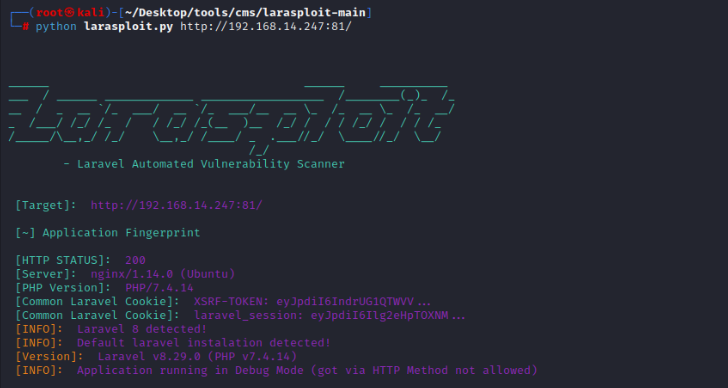 (root㉿kali)-[~/Desktop/tools/cms/larasploit-main]
# python larasploit.py http://192.168.14.247:81/
Larasploit
- Laravel Automated Vulnerability Scanner
[Target]: http://192.168.14.247:81/
[~] Application Fingerprint
[HTTP STATUS]: 200
[Server]: nginx/1.14.0 (Ubuntu)
[PHP Version]: PHP/7.4.14
[Common Laravel Cookie]: XSRF-TOKEN: eyJpdiI6IndrUG1QTWVV...
[Common Laravel Cookie]: laravel_session: eyJpdiI6Ilg2eHpTOXNM...
[INFO]: Laravel 8 detected!
[INFO]: Default laravel instalation detected!
[Version]: Laravel v8.29.0 (PHP v7.4.14)
[INFO]: Application running in Debug Mode (got via HTTP Method not allowed)